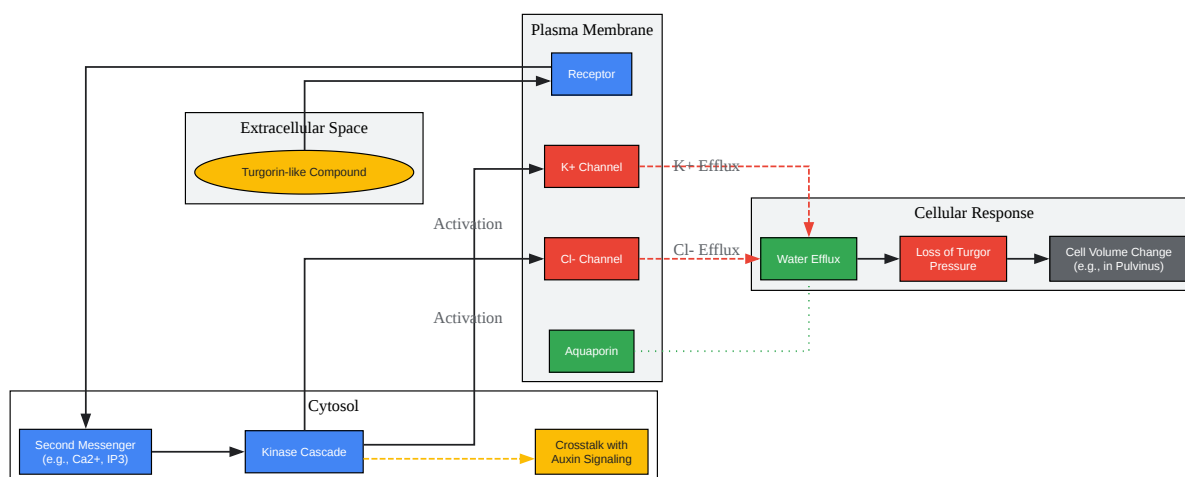 Plasma Membrane
Receptor
Extracellular Space
Turgorin-like Compound
K+ Channel
K+ Efflux
Activation
Cl- Channel
Cl- Efflux
Cellular Response
Water Efflux
Loss of Turgor
Pressure
Cell Volume Change
(e.g., in Pulvinus)
Activation
Aquaporin
Cytosol
Second Messenger
(e.g., Ca2+, IP3)
Kinase Cascade
Crosstalk with
Auxin Signaling